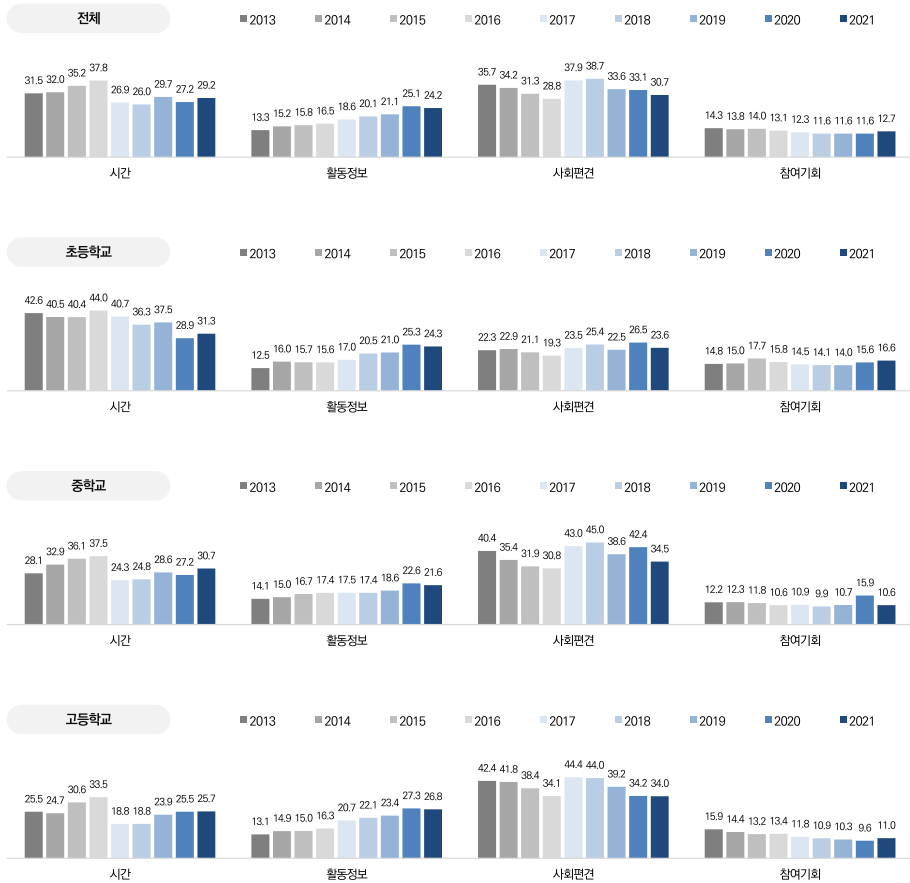 전체
2013 2014 2015 2016 2017 2018 2019 2020 2021
31.5 32.0 35.2 37.8 26.9 26.0 29.7 27.2 29.2
13.3 15.2 15.8 16.5 18.6 20.1 21.1 25.1 24.2
35.7 34.2 31.3 28.8 37.9 38.7 33.6 33.1 30.7
14.3 13.8 14.0 13.1 12.3 11.6 11.6 11.6 12.7
시간 활동정보 사회편견 참여기회
초등학교
2013 2014 2015 2016 2017 2018 2019 2020 2021
42.6 40.5 40.4 44.0 40.7 36.3 37.5 28.9 31.3
12.5 16.0 15.7 15.6 17.0 20.5 21.0 25.3 24.3
22.3 22.9 21.1 19.3 23.5 25.4 22.5 26.5 23.6
14.8 15.0 17.7 15.8 14.5 14.1 14.0 15.6 16.6
시간 활동정보 사회편견 참여기회
중학교
2013 2014 2015 2016 2017 2018 2019 2020 2021
28.1 32.9 36.1 37.5 24.3 24.8 28.6 27.2 30.7
14.1 15.0 16.7 17.4 17.5 17.4 18.6 22.6 21.6
40.4 35.4 31.9 30.8 43.0 45.0 38.6 42.4 34.5
12.2 12.3 11.8 10.6 10.9 9.9 10.7 15.9 10.6
시간 활동정보 사회편견 참여기회
고등학교
2013 2014 2015 2016 2017 2018 2019 2020 2021
25.5 24.7 30.6 33.5 18.8 18.8 23.9 25.5 25.7
13.1 14.9 15.0 16.3 20.7 22.1 23.4 27.3 26.8
42.4 41.8 38.4 34.1 44.4 44.0 39.2 34.2 34.0
15.9 14.4 13.2 13.4 11.8 10.9 10.3 9.6 11.0
시간 활동정보 사회편견 참여기회